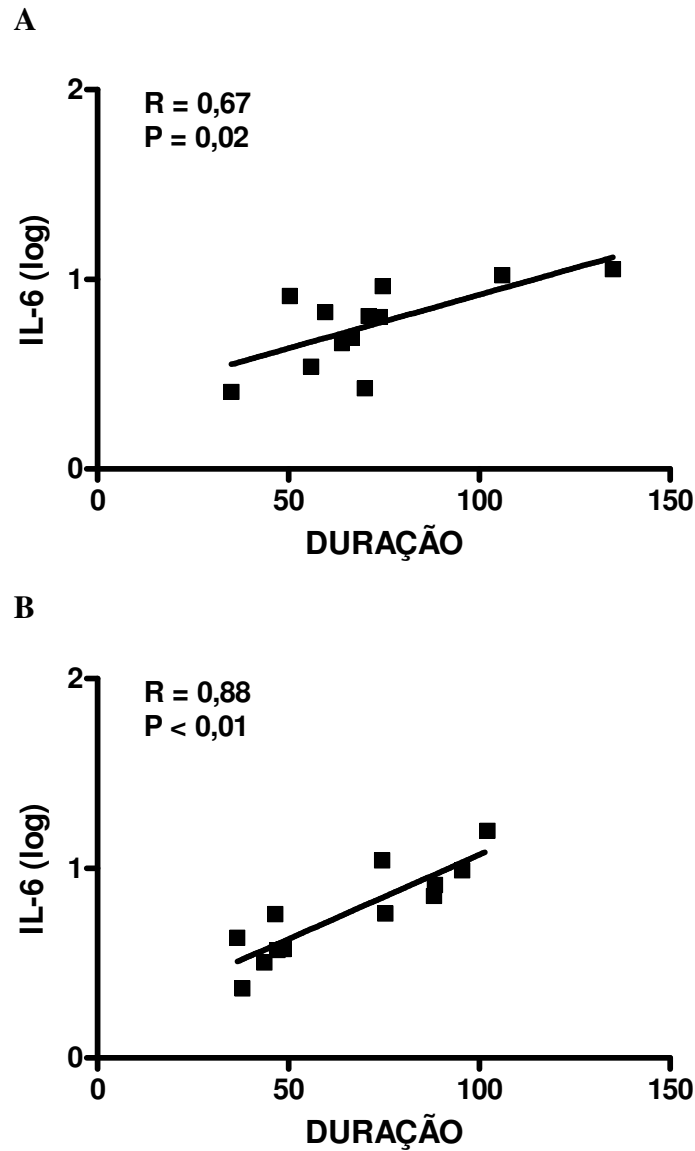 A
2
R = 0,67
P = 0,02
IL-6 (log)
1
0
0
50
100
150
DURAÇÃO
B
2
R = 0,88
P < 0,01
IL-6 (log)
1
0
0
50
100
150
DURAÇÃO